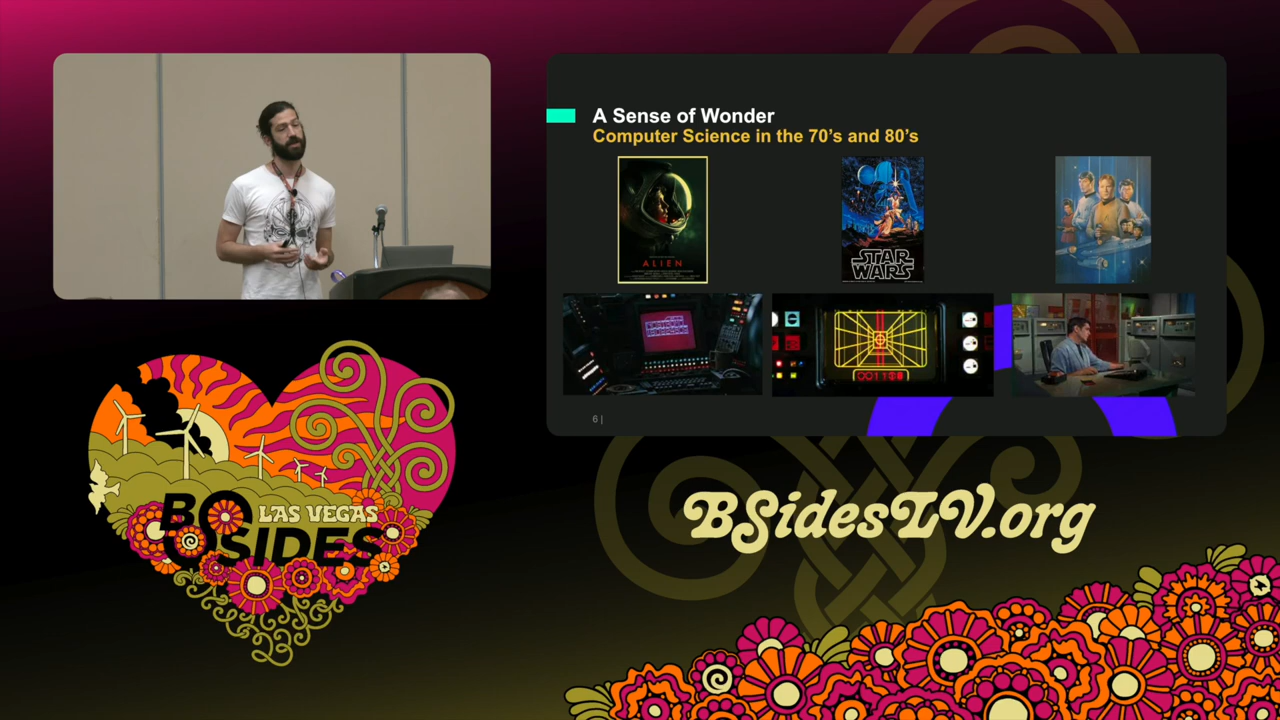 A Sense of Wonder
Computer Science in the 70's and 80's
ALIEN
STAR
WARS
001100
6 |
BSIDES
LAS VEGAS
BSidesLV.org